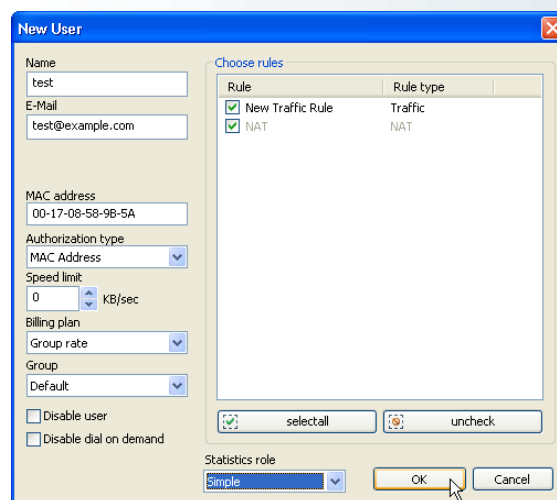 New User
Name
test
E-Mail
test@example.com
MAC address
00-17-08-58-9B-5A
Authorization type
MAC Address
Speed limit
0 KB/sec
Billing plan
Group rate
Group
Default
Disable user
Disable dial on demand
Choose rules
Rule Rule type
New Traffic Rule Traffic
NAT NAT
selectall uncheck
Statistics role
Simple OK Cancel